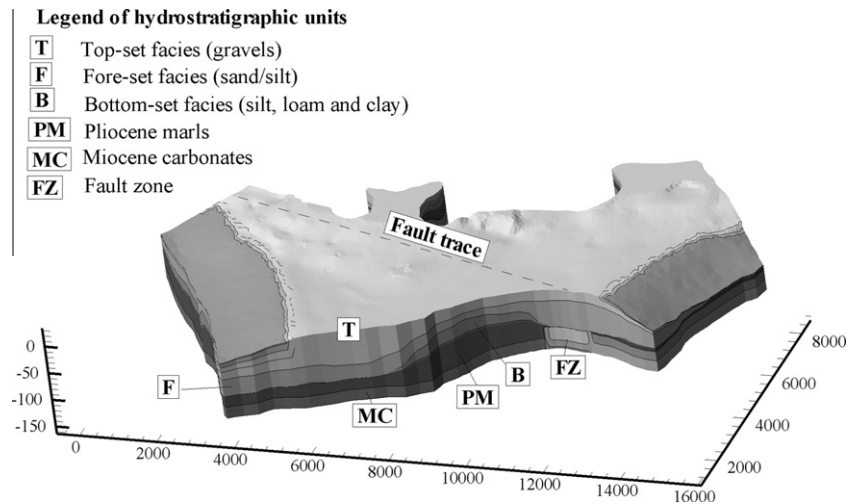 Legend of hydrostratigraphic units
T Top-set facies (gravels)
F Fore-set facies (sand/silt)
B Bottom-set facies (silt, loam and clay)
PM Pliocene marls
MC Miocene carbonates
FZ Fault zone
Fault trace
T
F
MC
PM
B
FZ
0
-50
-100
-150
0
2000
4000
6000
8000
10000
12000
14000
16000
2000
4000
6000
8000